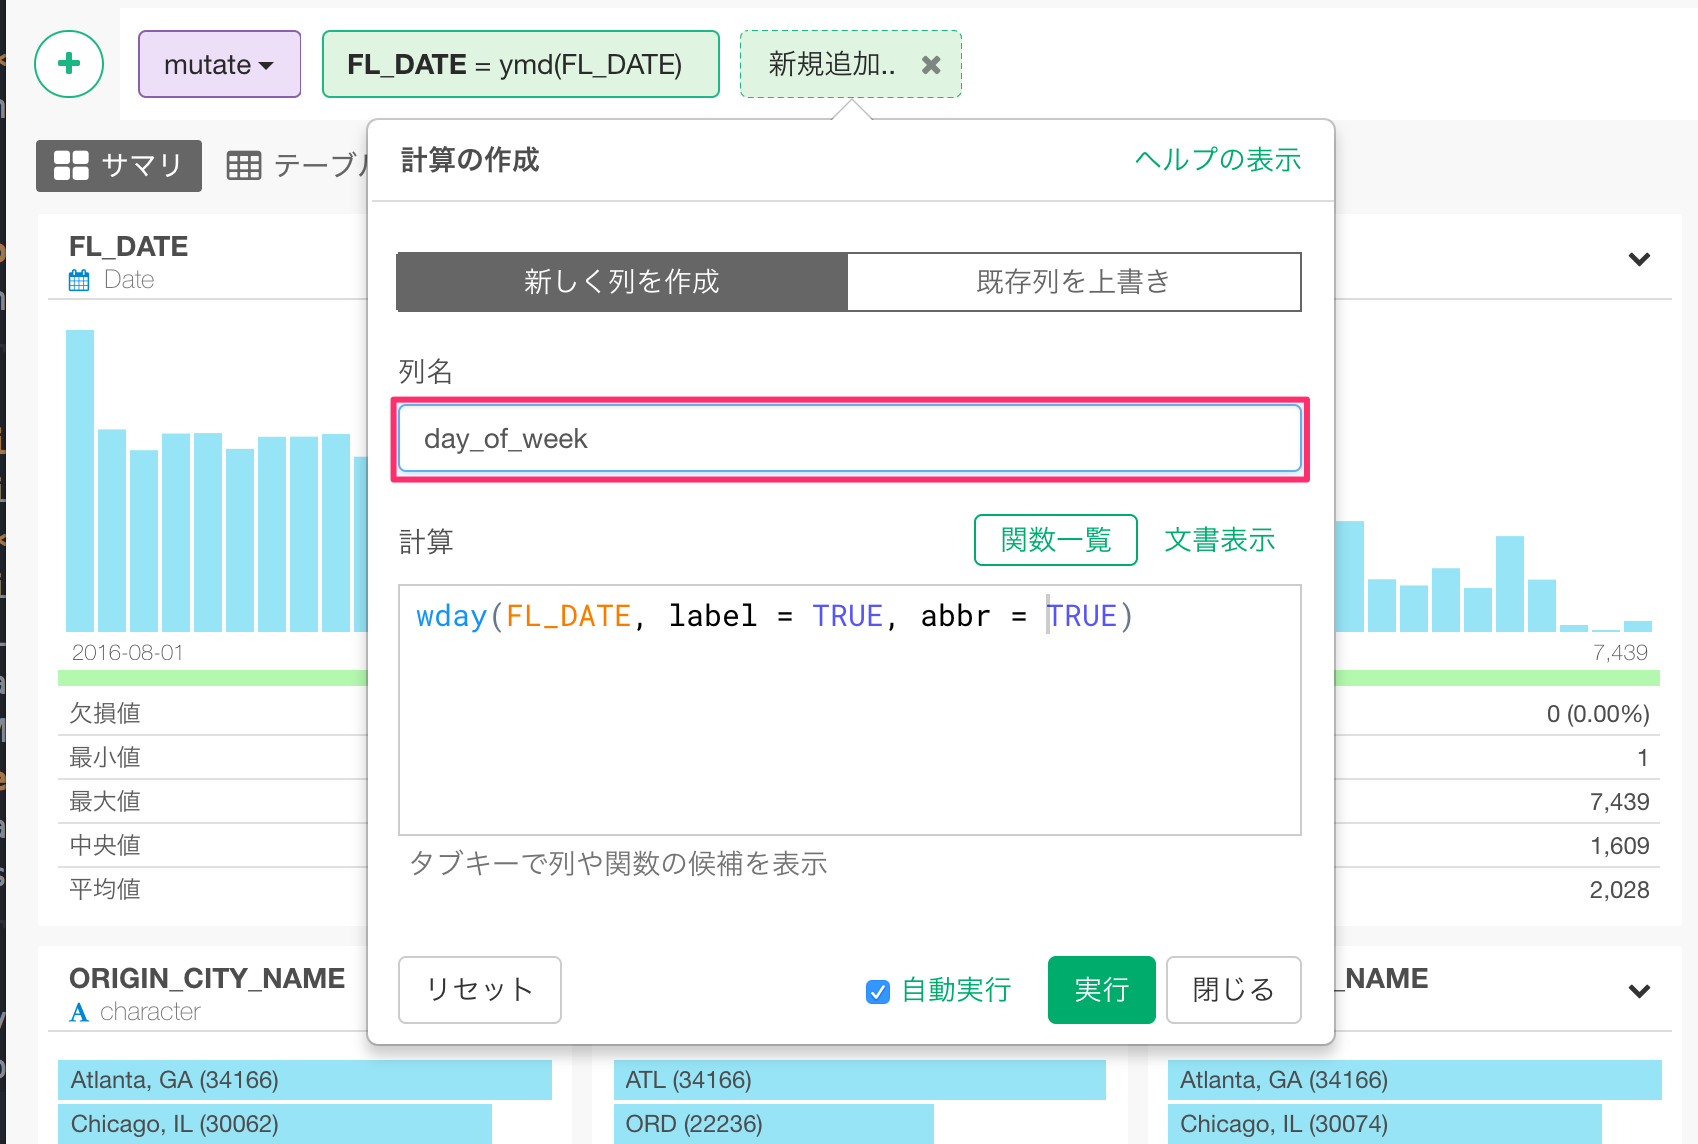 mutate
FL_DATE = ymd(FL_DATE)
新規追加..
サマリ
テーブル
計算の作成
ヘルプの表示
新しく列を作成
既存列を上書き
列名
day_of_week
計算
関数一覧
文書表示
wday(FL_DATE, label = TRUE, abbr = TRUE)
タブキーで列や関数の候補を表示
リセット
自動実行
実行
閉じる
FL_DATE
Date
2016-08-01
欠損値
最小値
最大値
中央値
平均値
7,439
0 (0.00%)
1
7,439
1,609
2,028
ORIGIN_CITY_NAME
character
Atlanta, GA (34166)
Chicago, IL (30062)
ATL (34166)
ORD (22236)
_NAME
Atlanta, GA (34166)
Chicago, IL (30074)